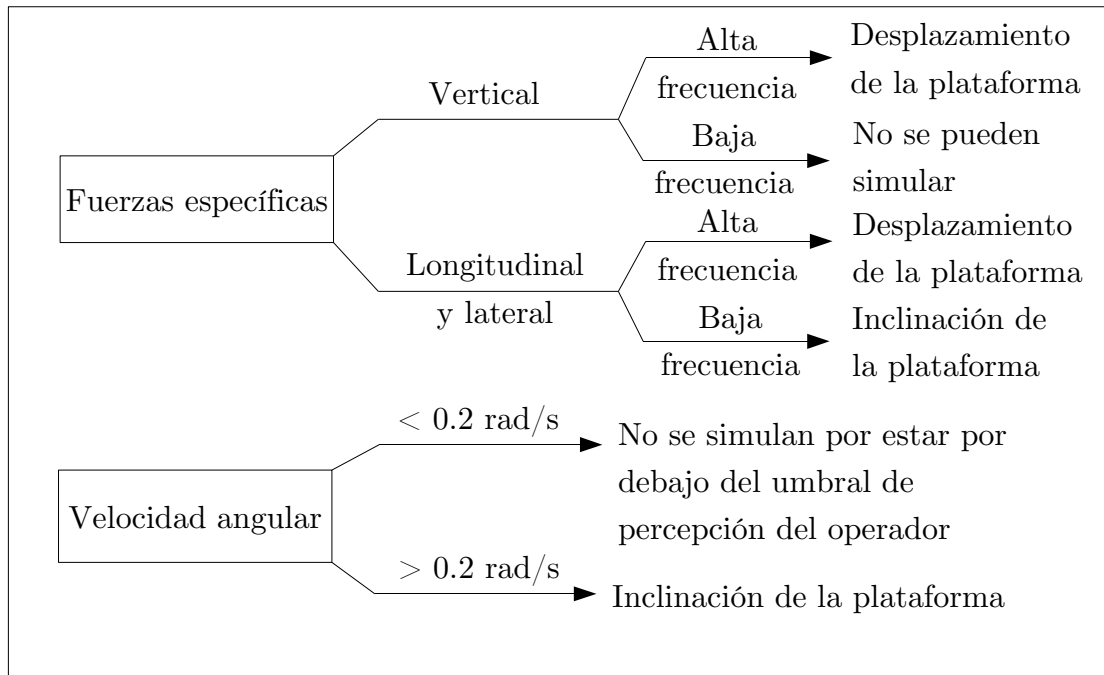 Fuerzas específicas
Vertical
Alta
frecuencia
Desplazamiento
de la plataforma
Baja
frecuencia
No se pueden
simular
Longitudinal
y lateral
Alta
frecuencia
Desplazamiento
de la plataforma
Baja
frecuencia
Inclinación de
la plataforma
Velocidad angular
< 0.2 rad/s
No se simulan por estar por
debajo del umbral de
percepción del operador
> 0.2 rad/s
Inclinación de la plataforma